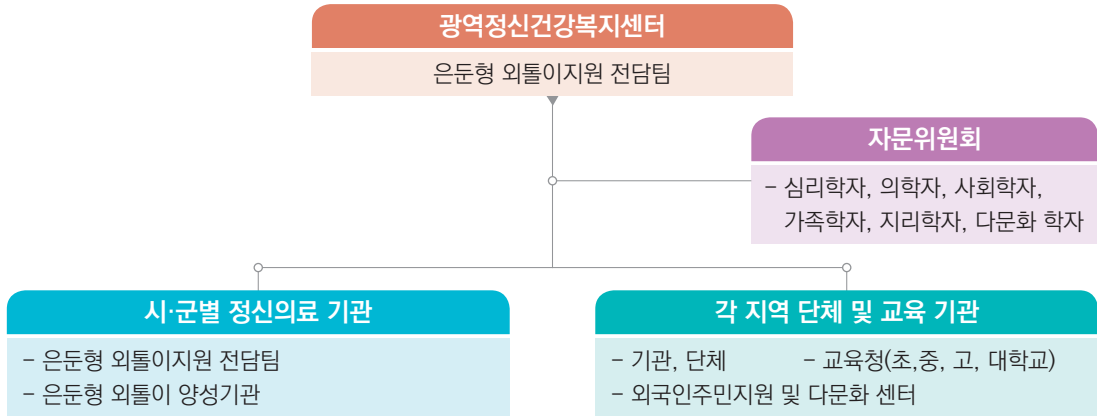 광역정신건강복지센터
은둔형 외톨이지원 전담팀
자문위원회
- 심리학자, 의학자, 사회학자,
가족학자, 지리학자, 다문화 학자
시·군별 정신의료 기관
- 은둔형 외톨이지원 전담팀
- 은둔형 외톨이 양성기관
각 지역 단체 및 교육 기관
- 기관, 단체 - 교육청(초,중, 고, 대학교)
- 외국인주민지원 및 다문화 센터